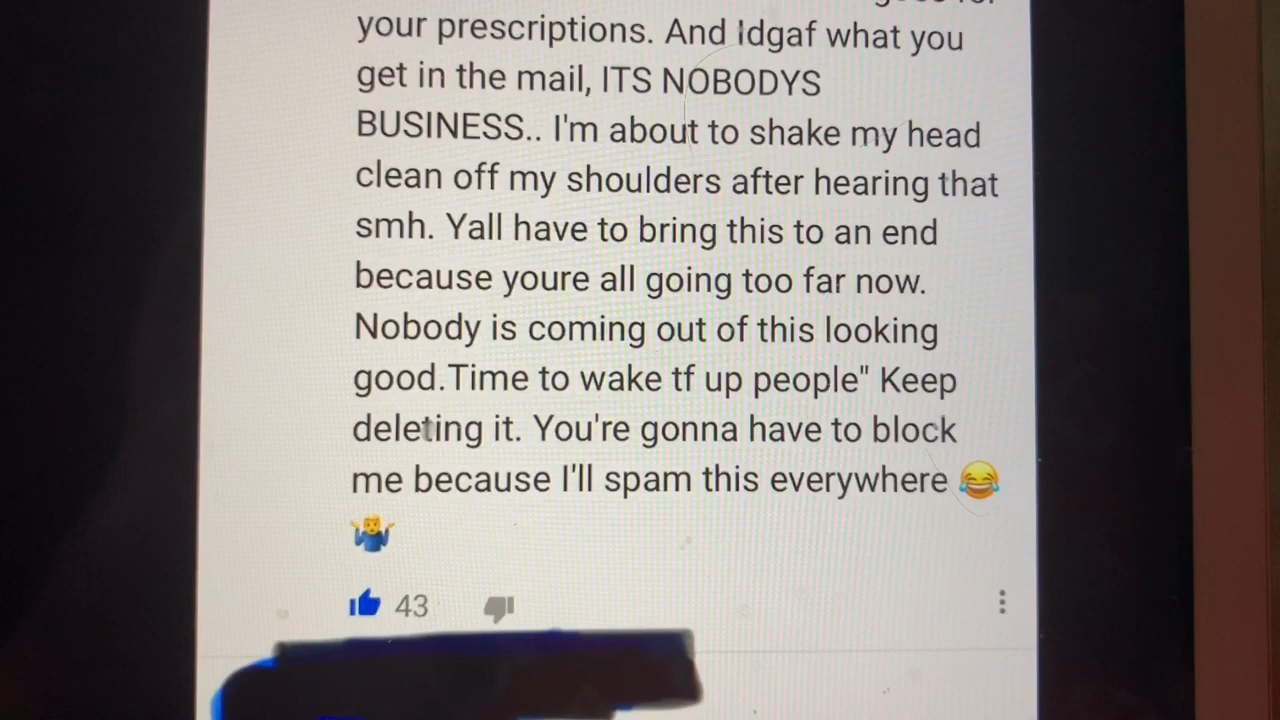 your prescriptions. And Idgaf what you
get in the mail, ITS NOBODYS
BUSINESS.. I'm about to shake my head
clean off my shoulders after hearing that
smh. Yall have to bring this to an end
because youre all going too far now.
Nobody is coming out of this looking
good.Time to wake tf up people" Keep
deleting it. You're gonna have to block
me because I'll spam this everywhere 😂
🤷‍♂️
43